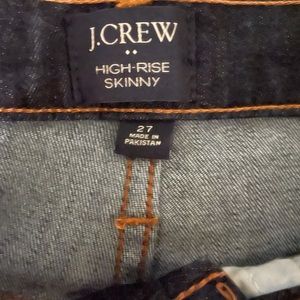 J.CREW
HIGH-RISE
SKINNY
27
MADE IN
PAKISTAN